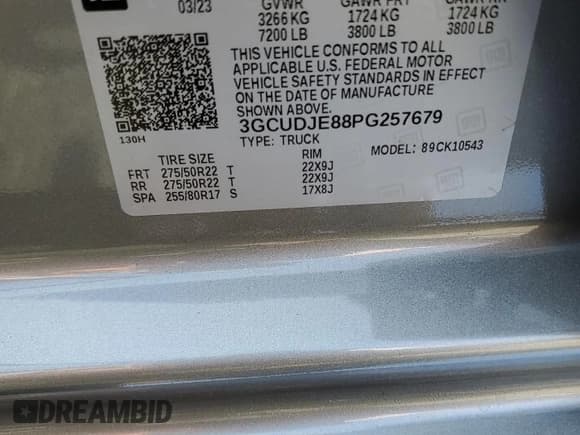 03/23
GVWR GAWR FRT GAWR RR
3266 KG 1724 KG 1724 KG
7200 LB 3800 LB 3800 LB
THIS VEHICLE CONFORMS TO ALL
APPLICABLE U.S. FEDERAL MOTOR
VEHICLE SAFETY STANDARDS IN EFFECT
ON THE DATE OF MANUFACTURE
SHOWN ABOVE.
3GCUDJE88PG257679
TYPE: TRUCK MODEL: 89CK10543
130H
TIRE SIZE RIM
FRT 275/50R22 T 22X9J
RR 275/50R22 T 22X9J
SPA 255/80R17 S 17X8J
DREAMBID